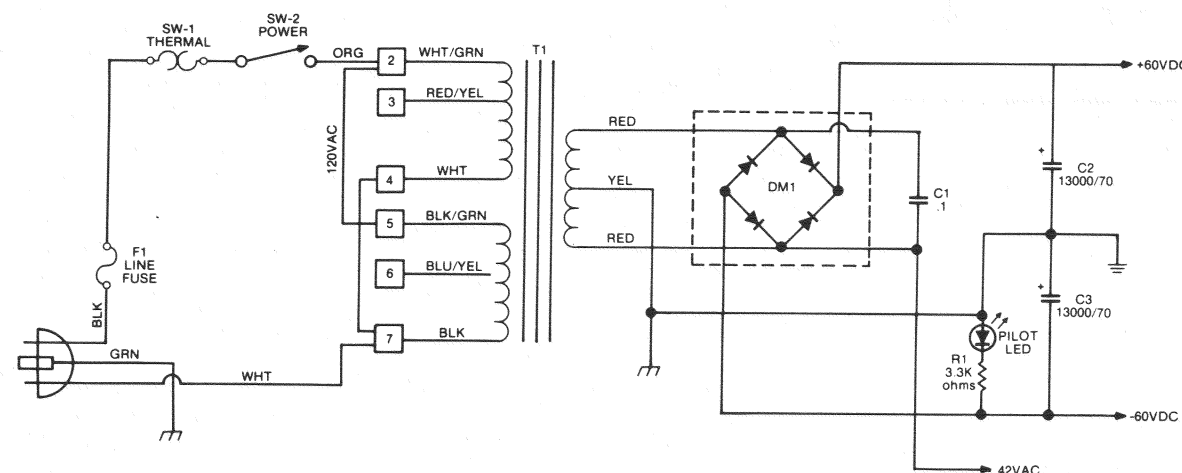 SW-1
THERMAL
SW-2
POWER
ORG
2
WHT/GRN
T1
3
RED/YEL
120VAC
4
WHT
5
BLK/GRN
6
BLU/YEL
7
BLK
F1
LINE
FUSE
BLK
GRN
WHT
RED
YEL
RED
DM1
C1
.1
+60VDC
+
C2
13000/70
+
C3
13000/70
PILOT
LED
R1
3.3K
ohms
-60VDC
42VAC